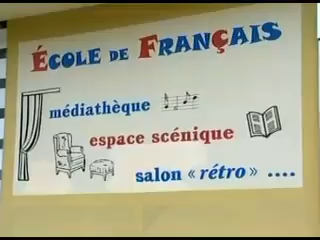 École de Français
médiathèque
espace scénique
salon « rétro » ....